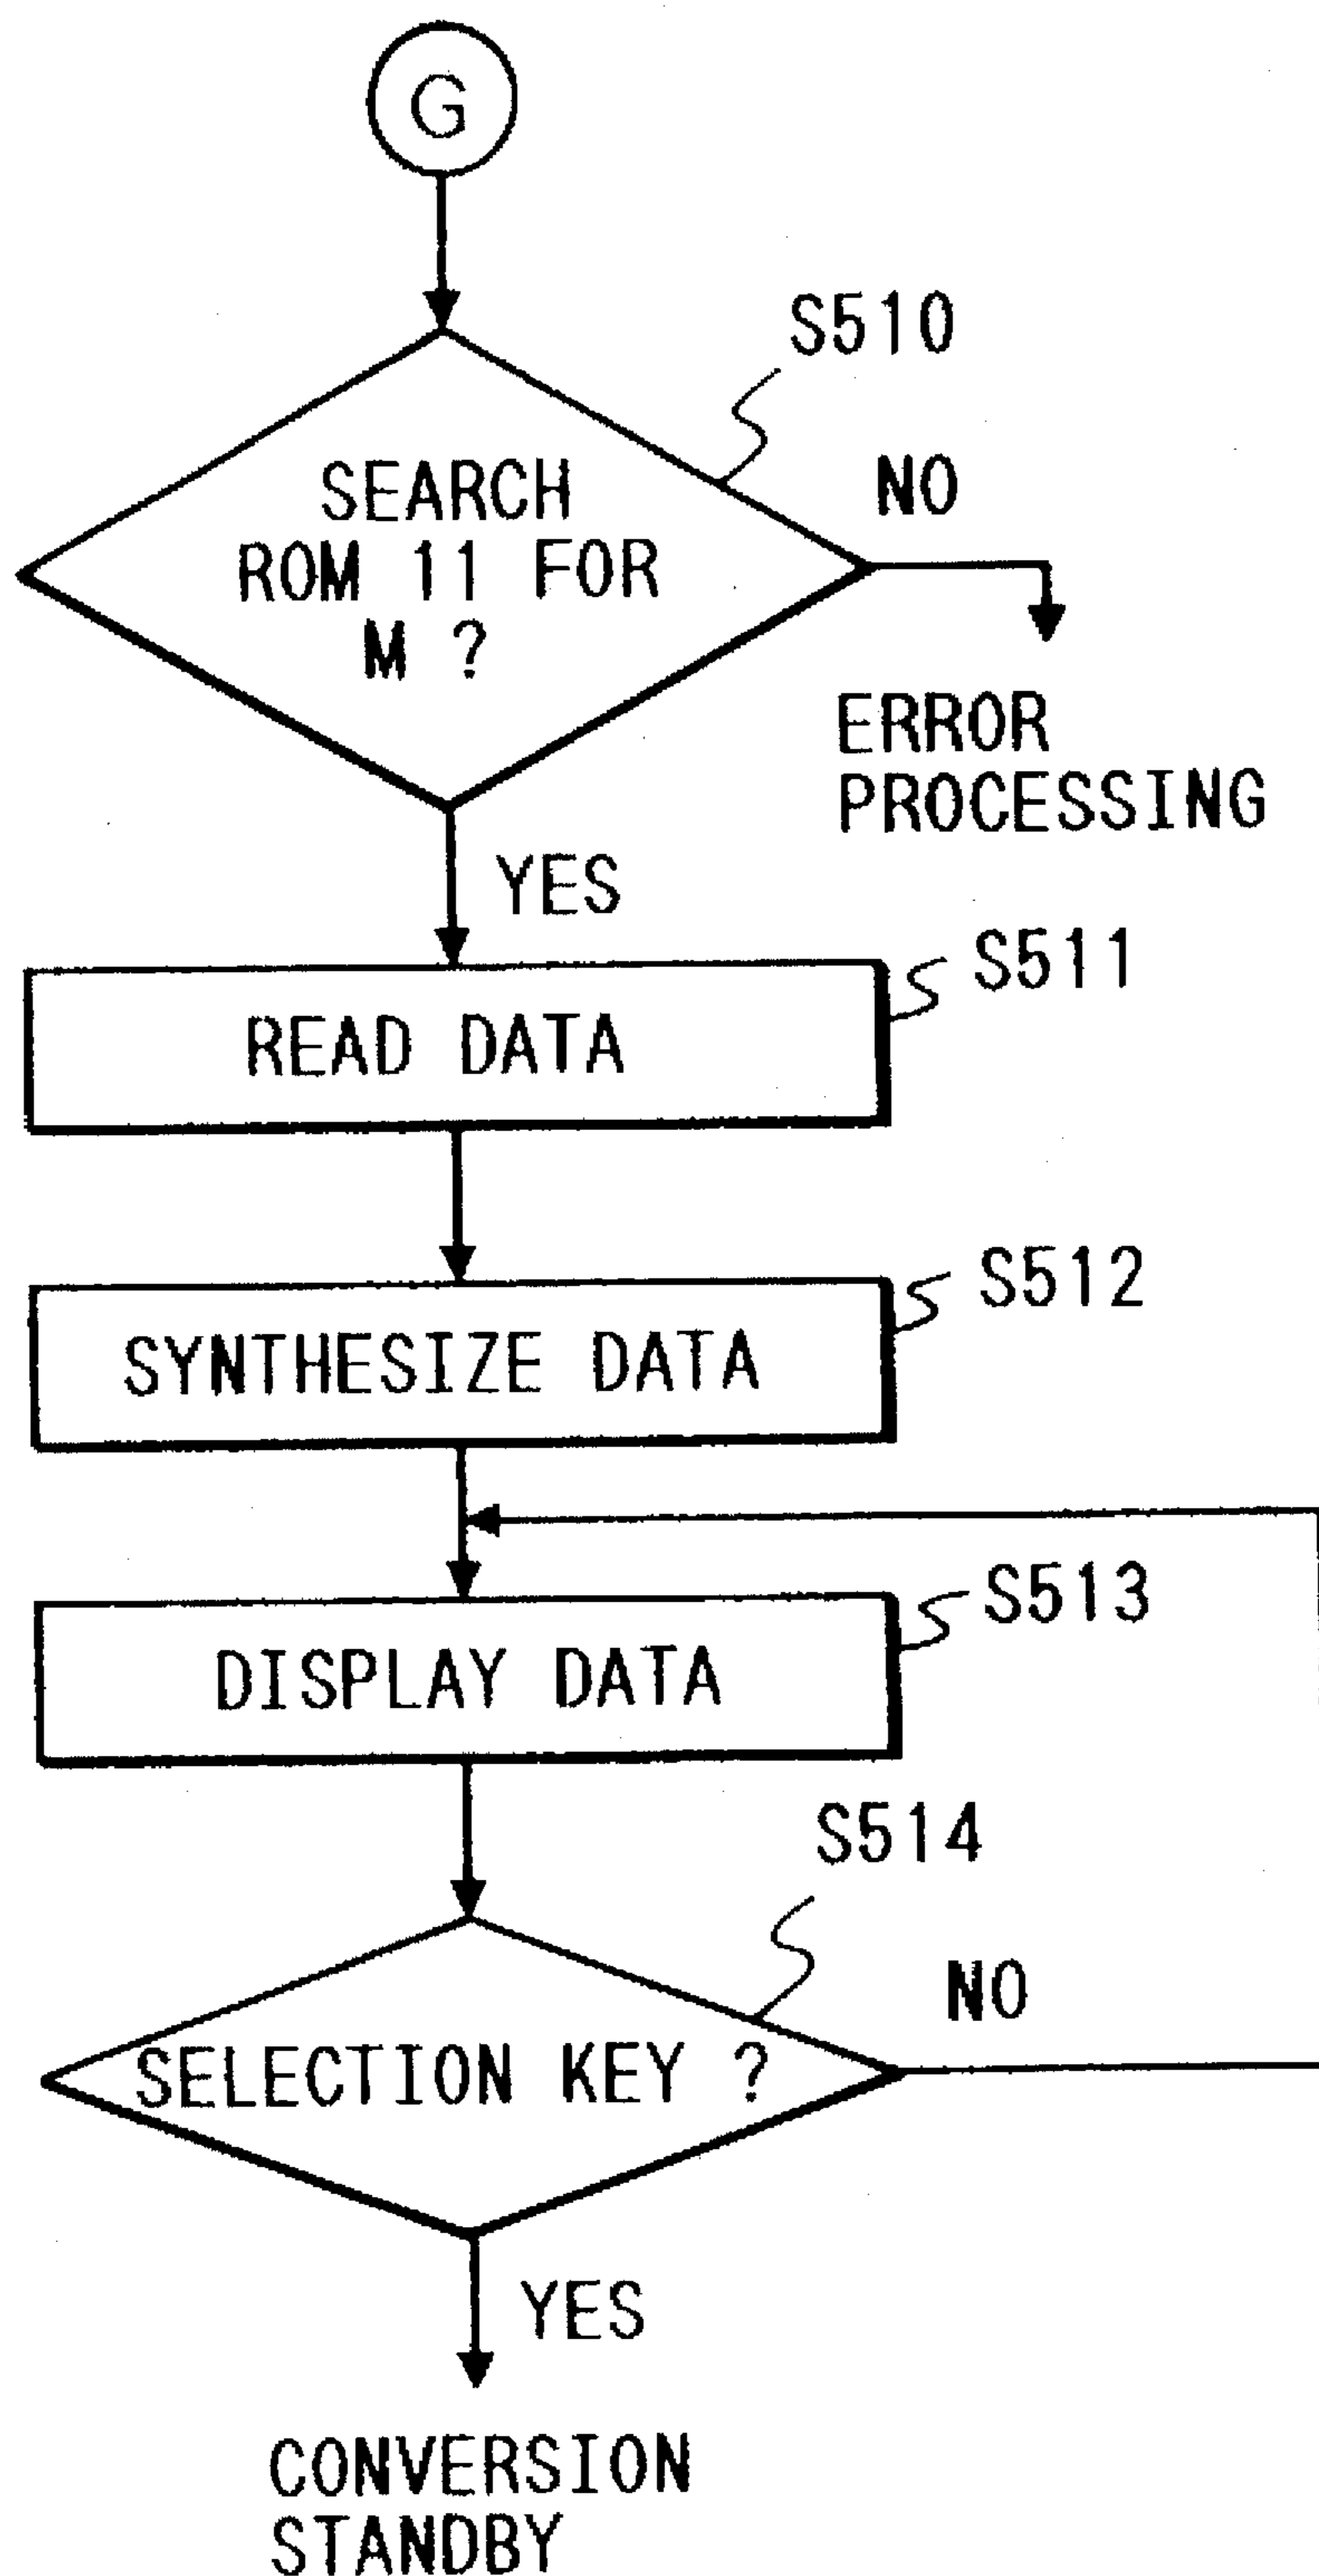 G
S510
SEARCH
ROM 11 FOR
M ?
NO
ERROR
PROCESSING
YES
S511
READ DATA
S512
SYNTHESIZE DATA
S513
DISPLAY DATA
S514
SELECTION KEY ?
NO
YES
CONVERSION
STANDBY